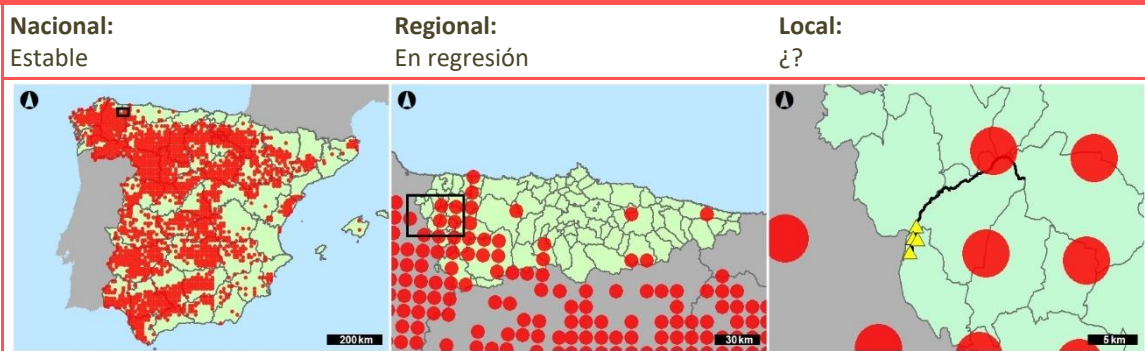 Nacional:
Estable
Regional:
En regresión
Local:
¿?
200 km
30 km
5 km